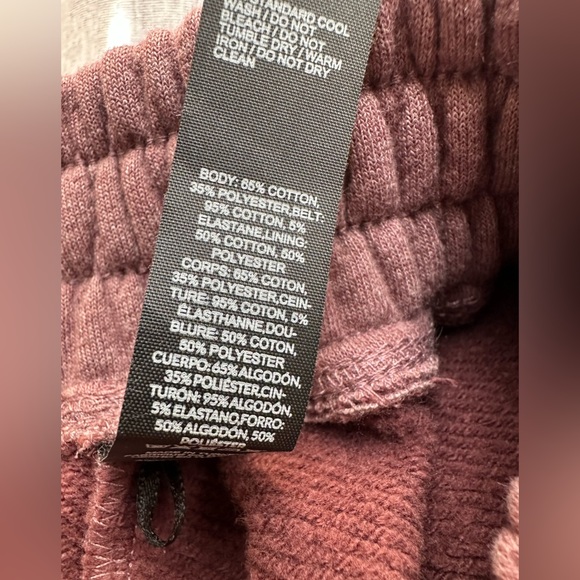 STANDARD COOL
WASH / DO NOT
BLEACH / DO NOT
TUMBLE DRY / WARM
IRON / DO NOT DRY
CLEAN
BODY: 65% COTTON,
35% POLYESTER,BELT:
95% COTTON, 5%
ELASTANE,LINING:
50% COTTON, 50%
POLYESTER
CORPS: 65% COTON,
35% POLYESTER,CEIN-
TURE: 95% COTON, 5%
ELASTHANNE,DOU-
BLURE: 50% COTON,
50% POLYESTER
CUERPO: 65% ALGODÓN,
35% POLIÉSTER,CIN-
TURÓN: 95% ALGODÓN,
5% ELASTANO,FORRO:
50% ALGODÓN, 50%
POLIÉSTER